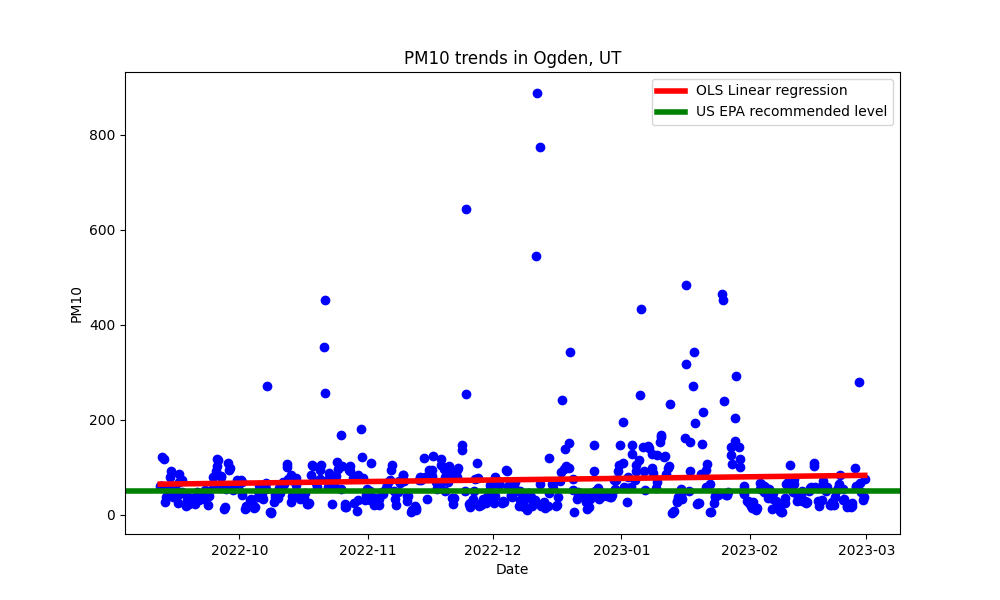 PM10 trends in Ogden, UT
OLS Linear regression
US EPA recommended level
PM10
800
600
400
200
0
2022-10
2022-11
2022-12
2023-01
2023-02
2023-03
Date